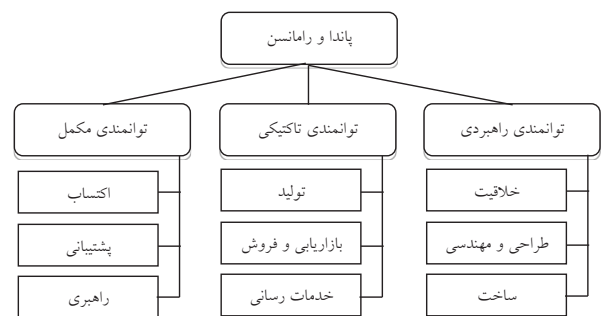 پاندا و رامانسن
توانمندی راهبردی
توانمندی تاکتیکی
توانمندی مکمل
خلاقیت
تولید
اکتساب
طراحی و مهندسی
بازاریابی و فروش
پشتیبانی
ساخت
خدمات رسانی
راهبری